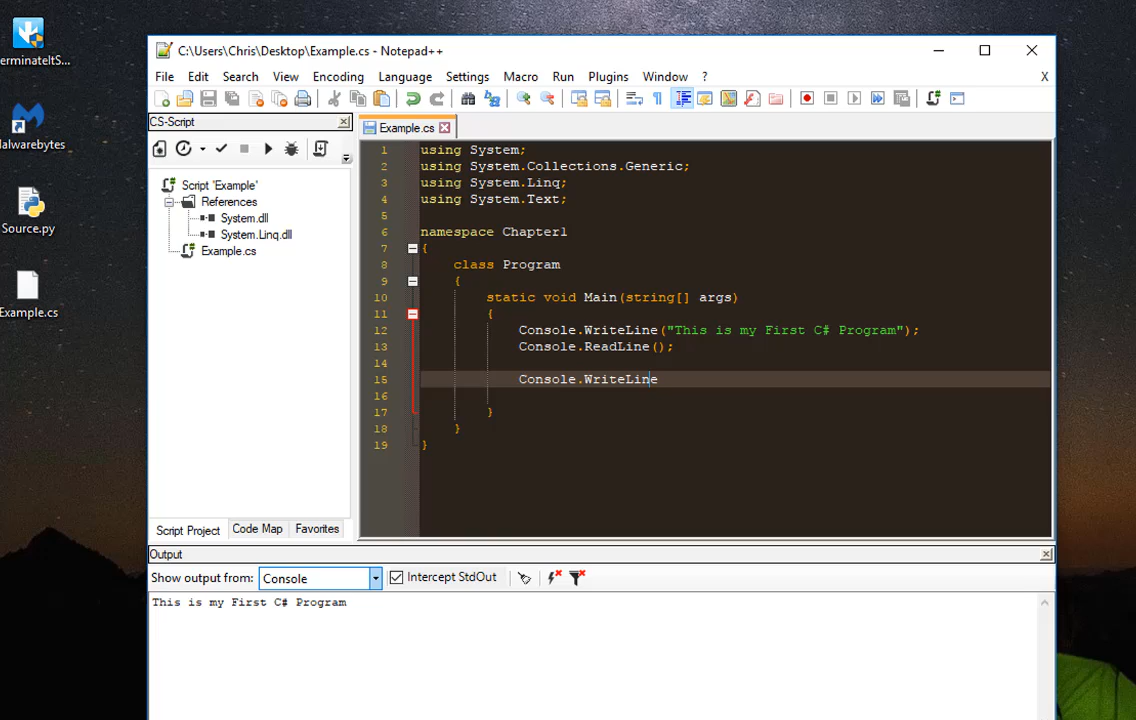 erminateItS...
alwarebytes
Source.py
Example.cs
C:\Users\Chris\Desktop\Example.cs - Notepad++
File Edit Search View Encoding Language Settings Macro Run Plugins Window ? X
CS-Script
Example.cs
Script 'Example'
References
System.dll
System.Linq.dll
Example.cs
Script Project Code Map Favorites
1 using System;
2 using System.Collections.Generic;
3 using System.Linq;
4 using System.Text;
5
6 namespace Chapter1
7 {
8 class Program
9 {
10 static void Main(string[] args)
11 {
12 Console.WriteLine("This is my First C# Program");
13 Console.ReadLine();
14
15 Console.WriteLine
16
17 }
18 }
19 }
Output
Show output from: Console Intercept StdOut
This is my First C# Program